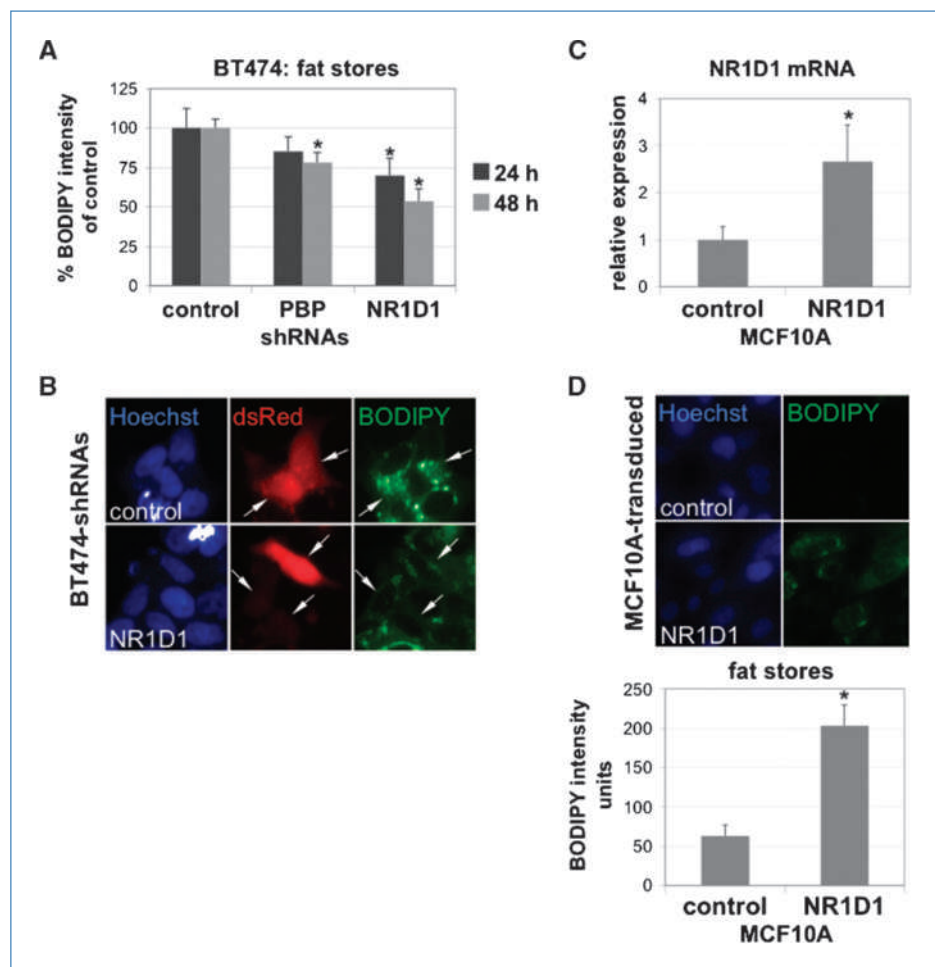 A
BT474: fat stores
% BODIPY intensity
of control
125
100
75
50
25
0
*
*
*
control
PBP
NR1D1
shRNAs
24 h
48 h
C
NR1D1 mRNA
relative expression
4
3
2
1
0
*
control
NR1D1
MCF10A
B
BT474-shRNAs
Hoechst
dsRed
BODIPY
control
NR1D1
D
MCF10A-transduced
Hoechst
BODIPY
control
NR1D1
fat stores
BODIPY intensity
units
250
200
150
100
50
0
*
control
NR1D1
MCF10A